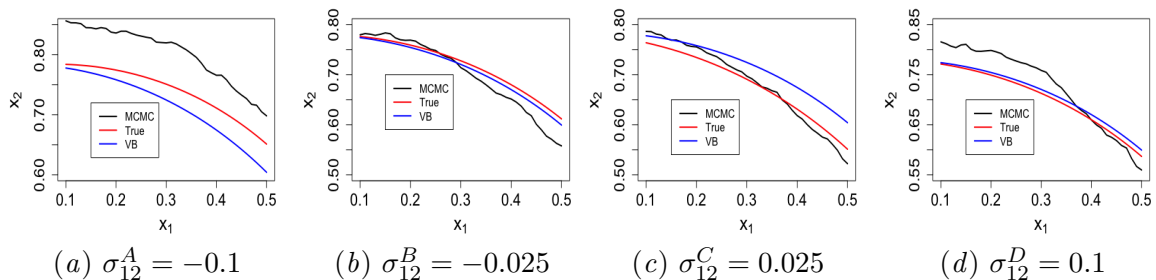 0.80
0.70
0.60
x₂
MCMC
True
VB
0.1 0.2 0.3 0.4 0.5
x₁
(a) σ₁₂ᴬ = −0.1
0.80
0.70
0.60
0.50
x₂
MCMC
True
VB
0.1 0.2 0.3 0.4 0.5
x₁
(b) σ₁₂ᴮ = −0.025
0.80
0.70
0.60
0.50
x₂
MCMC
True
VB
0.1 0.2 0.3 0.4 0.5
x₁
(c) σ₁₂ᶜ = 0.025
0.85
0.75
0.65
0.55
x₂
MCMC
True
VB
0.1 0.2 0.3 0.4 0.5
x₁
(d) σ₁₂ᴰ = 0.1